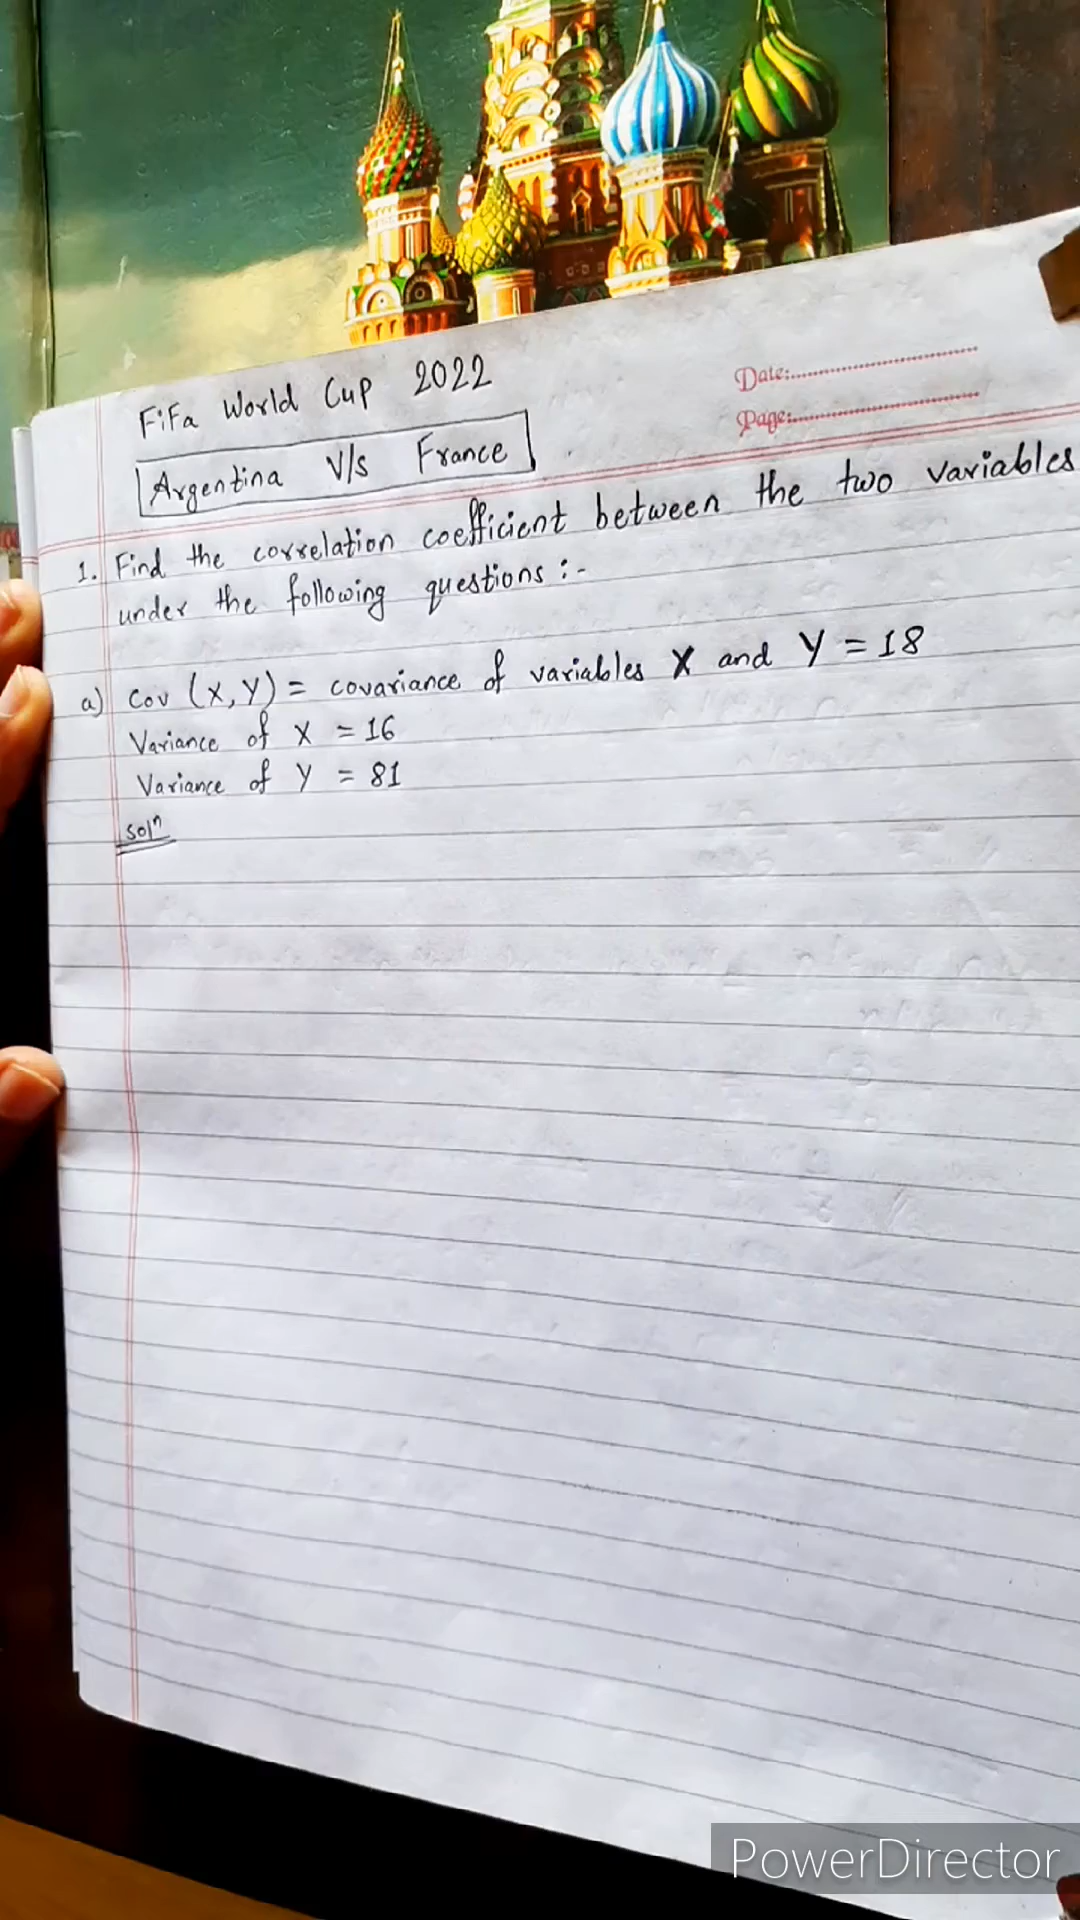 FiFa World Cup 2022
Date:
Page:
Argentina V/s France
1. Find the correlation coefficient between the two variables
under the following questions :-
a) Cov (X,Y) = covariance of variables X and Y = 18
Variance of X = 16
Variance of Y = 81
Solⁿ
PowerDirector